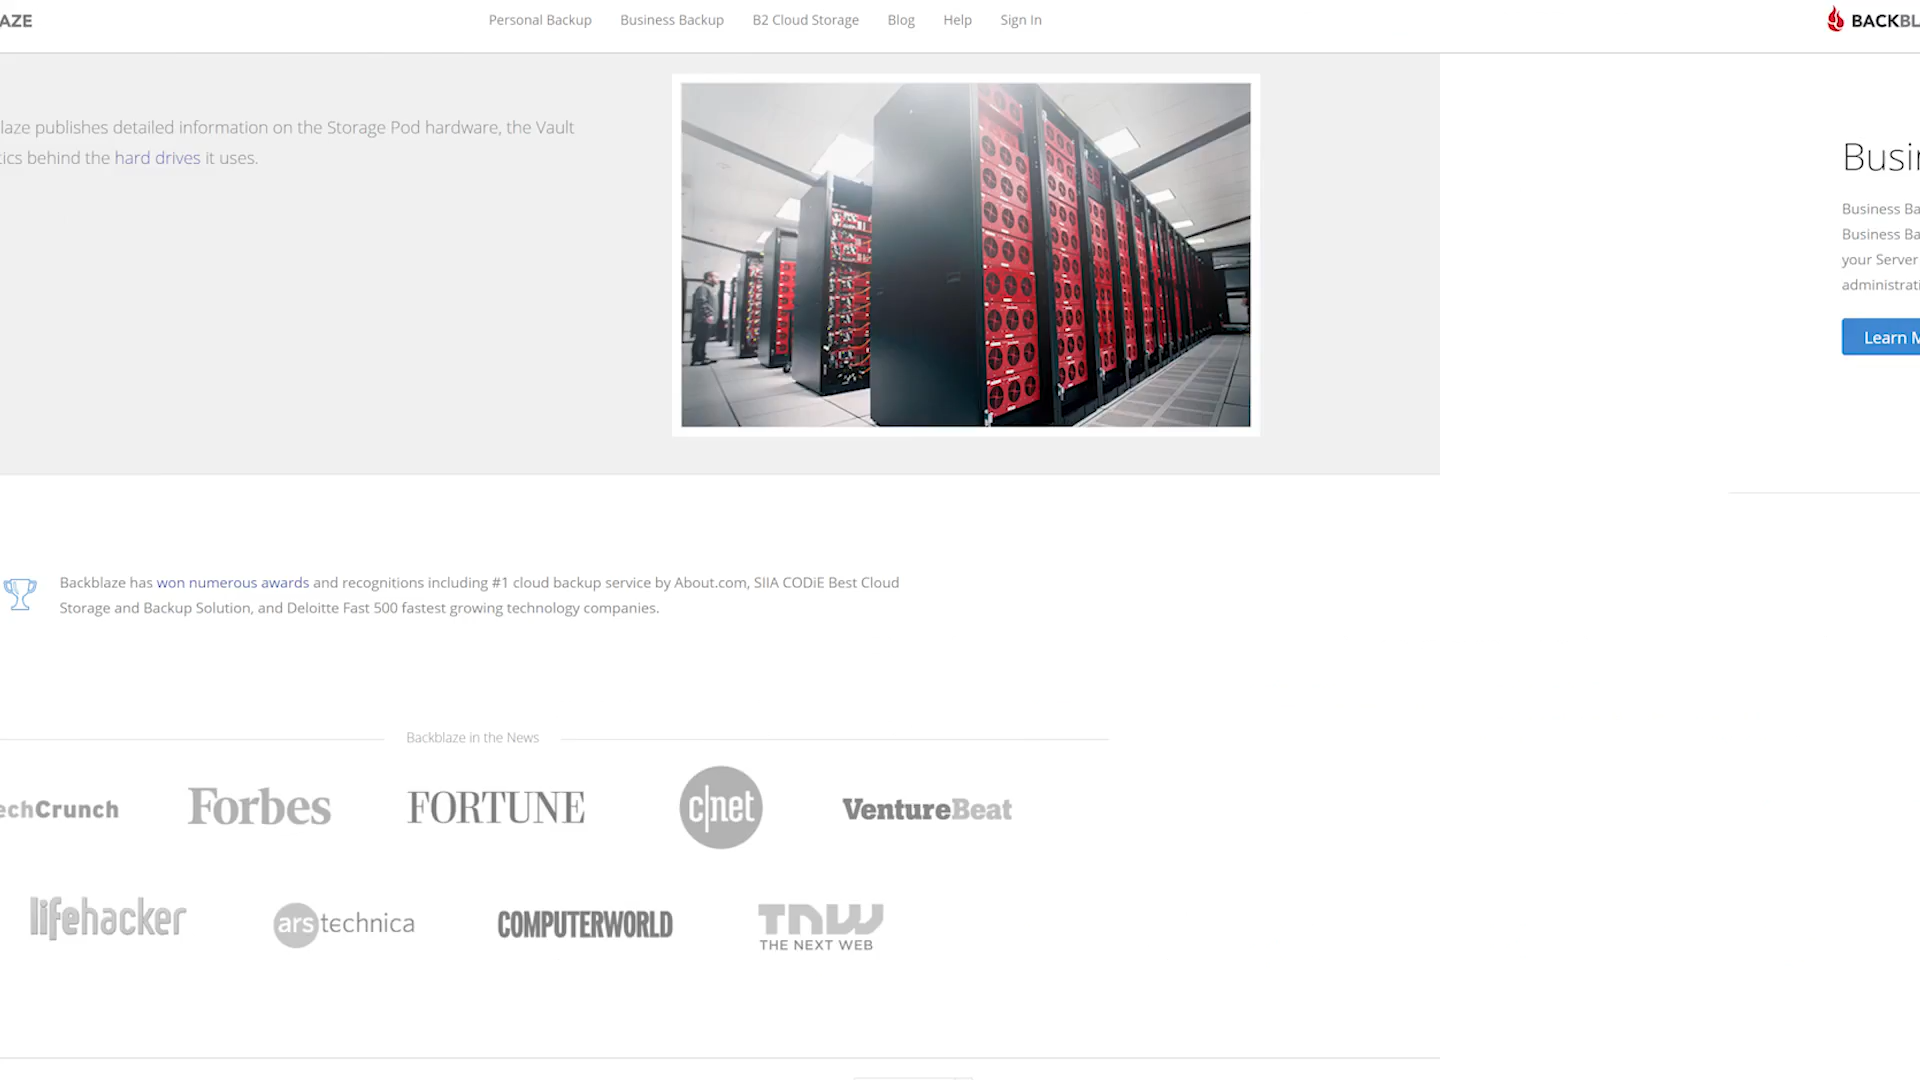 AZE
Personal Backup Business Backup B2 Cloud Storage Blog Help Sign In
BACKBL
laze publishes detailed information on the Storage Pod hardware, the Vault
tics behind the hard drives it uses.
Busi
Business Ba
Business Ba
your Server
administrati
Learn M
Backblaze has won numerous awards and recognitions including #1 cloud backup service by About.com, SIIA CODiE Best Cloud
Storage and Backup Solution, and Deloitte Fast 500 fastest growing technology companies.
Backblaze in the News
echCrunch Forbes FORTUNE c|net VentureBeat
lifehacker ars technica COMPUTERWORLD TNW
THE NEXT WEB